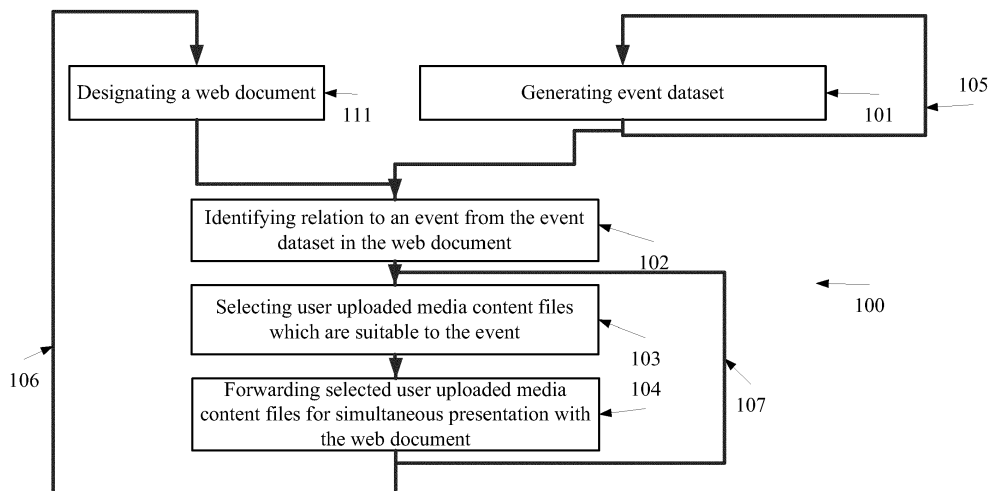 Designating a web document
111
Generating event dataset
101
105
Identifying relation to an event from the event
dataset in the web document
102
100
Selecting user uploaded media content files
which are suitable to the event
103
106
Forwarding selected user uploaded media
content files for simultaneous presentation with
the web document
104
107